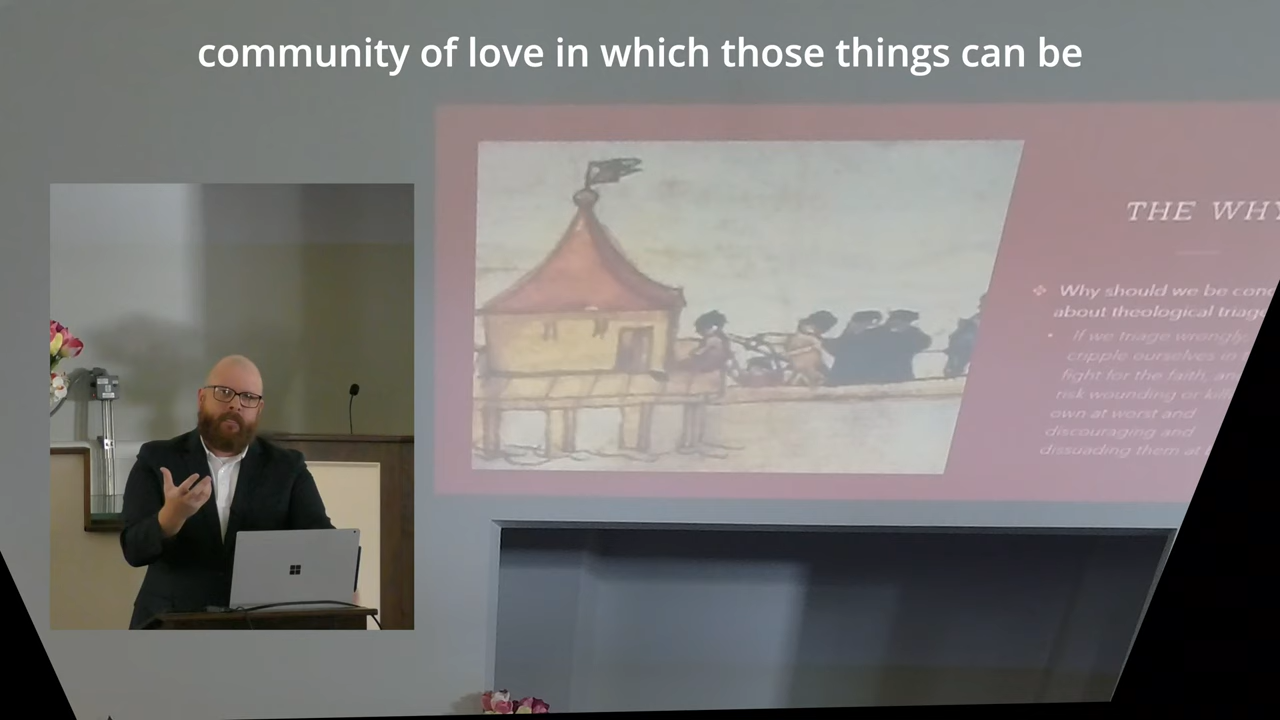 community of love in which those things can be
THE WHY
Why should we be conc
about theological triage
If we triage wrongly,
cripple ourselves in
fight for the faith, an
risk wounding or kill
own at worst and
discouraging and
dissuading them at